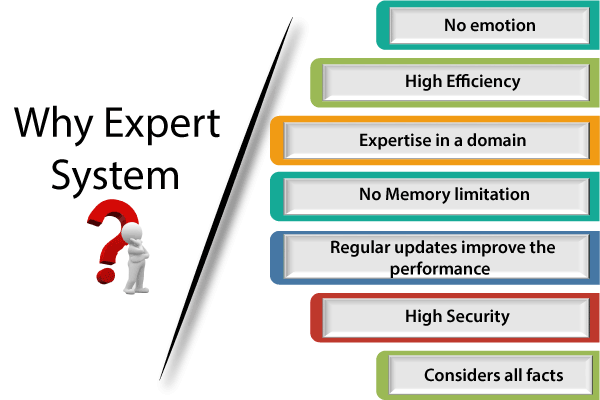 Why Expert
System
No emotion
High Efficiency
Expertise in a domain
No Memory limitation
Regular updates improve the
performance
High Security
Considers all facts